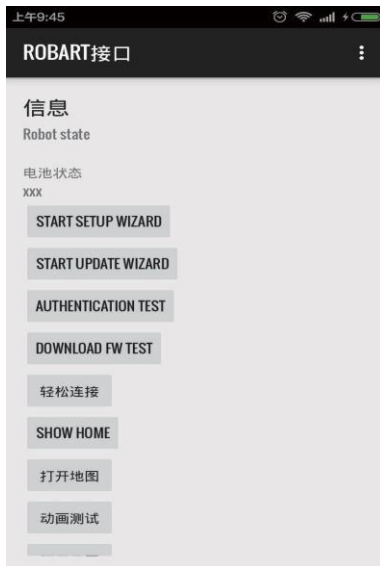 上午9:45
ROBART接口
信息
Robot state
电池状态
xxx
START SETUP WIZARD
START UPDATE WIZARD
AUTHENTICATION TEST
DOWNLOAD FW TEST
轻松连接
SHOW HOME
打开地图
动画测试